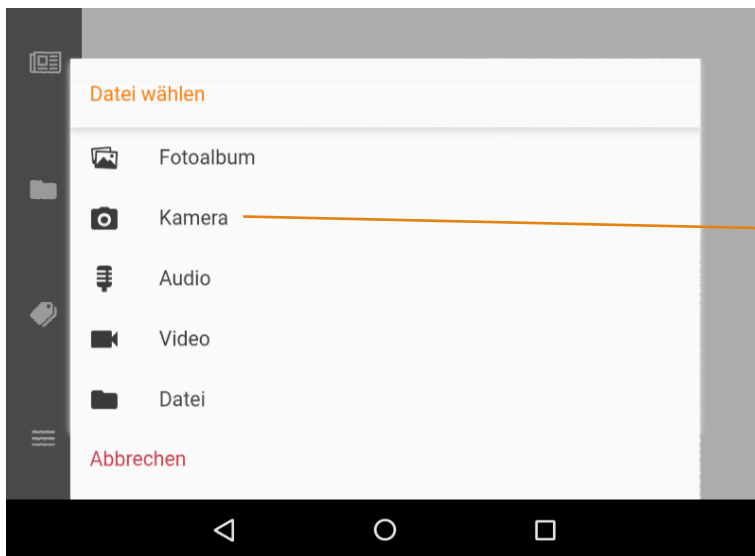 Datei wählen
Fotoalbum
Kamera
Audio
Video
Datei
Abbrechen